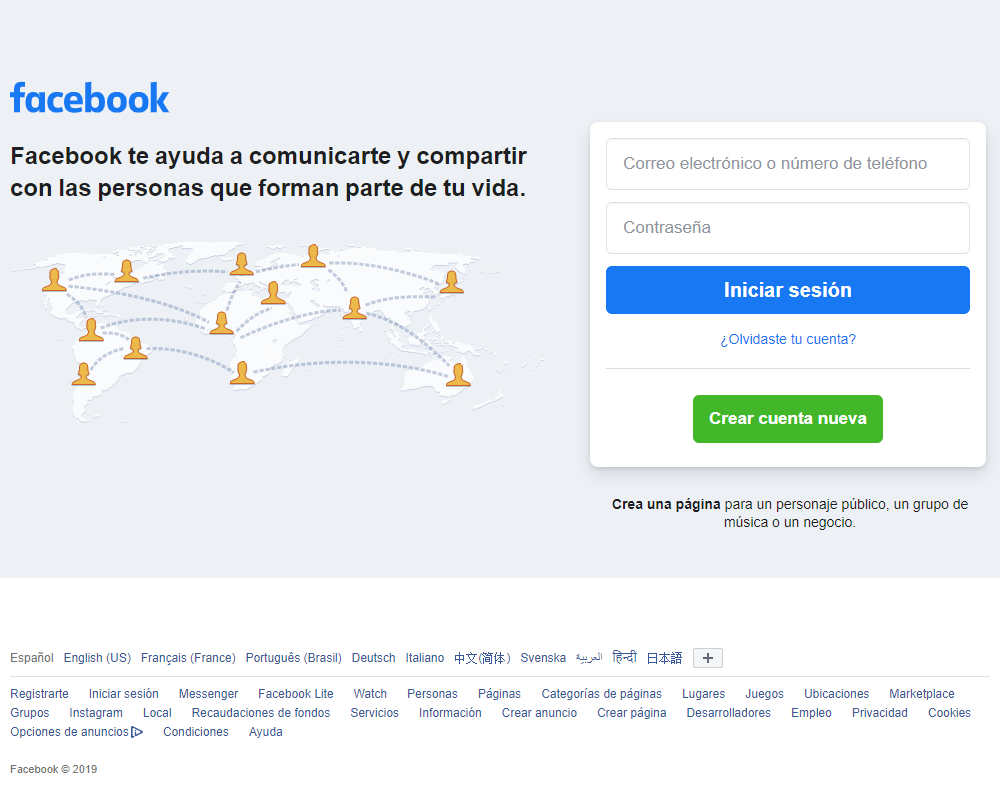 facebook
Facebook te ayuda a comunicarte y compartir
con las personas que forman parte de tu vida.
Correo electrónico o número de teléfono
Contraseña
Iniciar sesión
¿Olvidaste tu cuenta?
Crear cuenta nueva
Crea una página para un personaje público, un grupo de
música o un negocio.
Español English (US) Français (France) Português (Brasil) Deutsch Italiano 中文(简体) Svenska العربية हिन्दी 日本語 +
Registrarte Iniciar sesión Messenger Facebook Lite Watch Personas Páginas Categorías de páginas Lugares Juegos Ubicaciones Marketplace
Grupos Instagram Local Recaudaciones de fondos Servicios Información Crear anuncio Crear página Desarrolladores Empleo Privacidad Cookies
Opciones de anuncios Condiciones Ayuda
Facebook © 2019